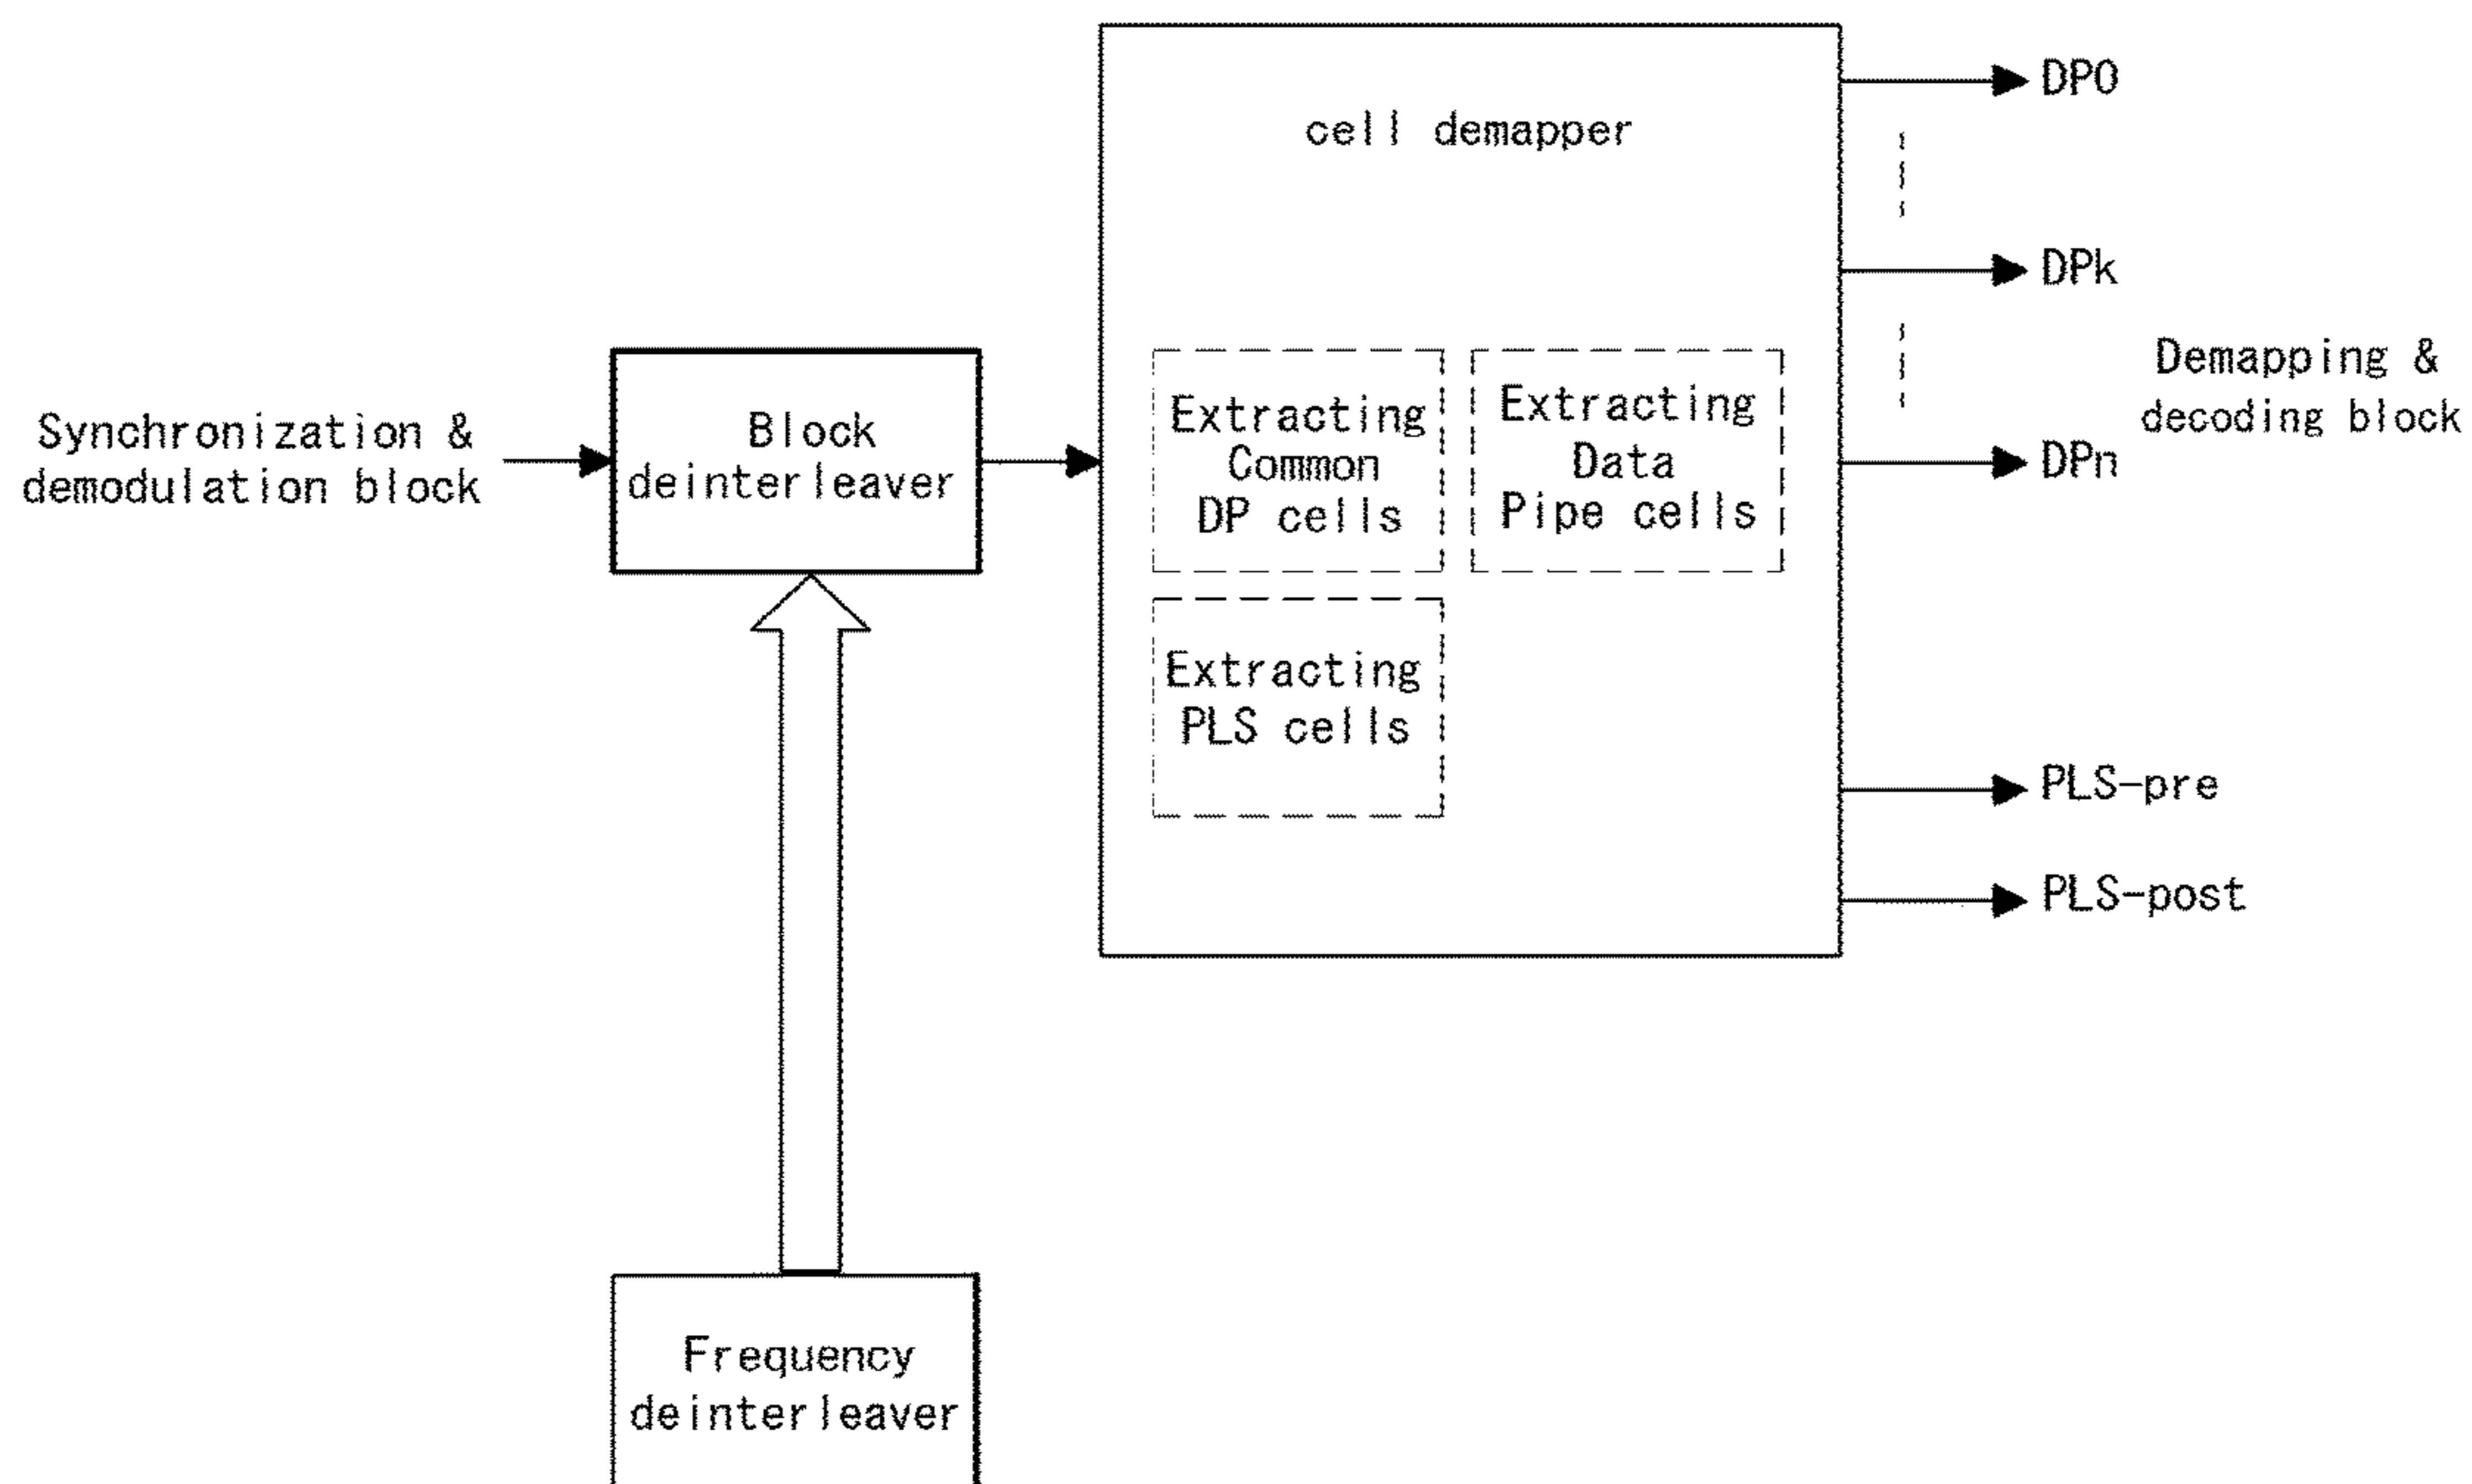 Synchronization &
demodulation block
Block
deinterleaver
Frequency
deinterleaver
cell demapper
Extracting
Common
DP cells
Extracting
Data
Pipe cells
Extracting
PLS cells
DP0
DPk
DPn
PLS-pre
PLS-post
Demapping &
decoding block